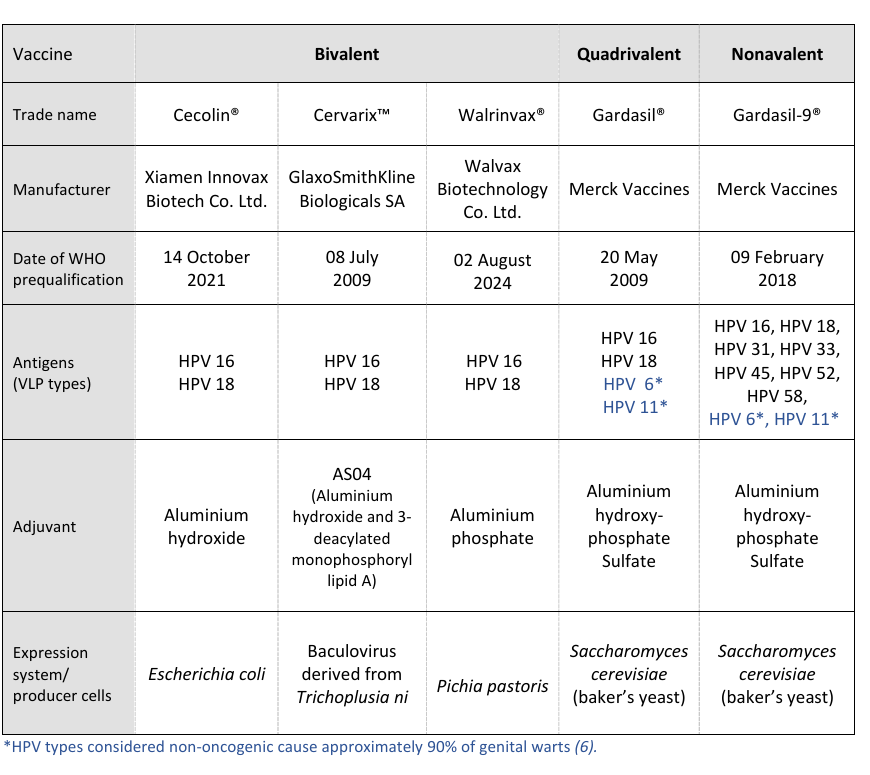 Vaccine
Bivalent
Quadrivalent
Nonavalent
Trade name
Cecolin®
Cervarix™
Walrinvax®
Gardasil®
Gardasil-9®
Manufacturer
Xiamen Innovax
Biotech Co. Ltd.
GlaxoSmithKline
Biologicals SA
Walvax
Biotechnology
Co. Ltd.
Merck Vaccines
Merck Vaccines
Date of WHO
prequalification
14 October
2021
08 July
2009
02 August
2024
20 May
2009
09 February
2018
Antigens
(VLP types)
HPV 16
HPV 18
HPV 16
HPV 18
HPV 16
HPV 18
HPV 16
HPV 18
HPV 6*
HPV 11*
HPV 16, HPV 18,
HPV 31, HPV 33,
HPV 45, HPV 52,
HPV 58,
HPV 6*, HPV 11*
Adjuvant
Aluminium
hydroxide
AS04
(Aluminium
hydroxide and 3-
deacylated
monophosphoryl
lipid A)
Aluminium
phosphate
Aluminium
hydroxy-
phosphate
Sulfate
Aluminium
hydroxy-
phosphate
Sulfate
Expression
system/
producer cells
Escherichia coli
Baculovirus
derived from
Trichoplusia ni
Pichia pastoris
Saccharomyces
cerevisiae
(baker’s yeast)
Saccharomyces
cerevisiae
(baker’s yeast)
*HPV types considered non-oncogenic cause approximately 90% of genital warts (6).